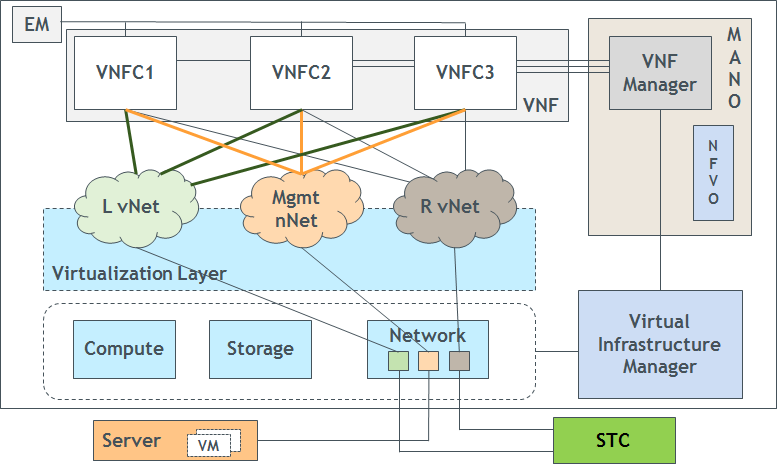 EM
VNFC1
VNFC2
VNFC3
VNF
VNF
Manager
M
A
N
O
N
F
V
O
L vNet
Mgmt
nNet
R vNet
Virtualization Layer
Compute
Storage
Network
Virtual
Infrastructure
Manager
Server
VM
STC